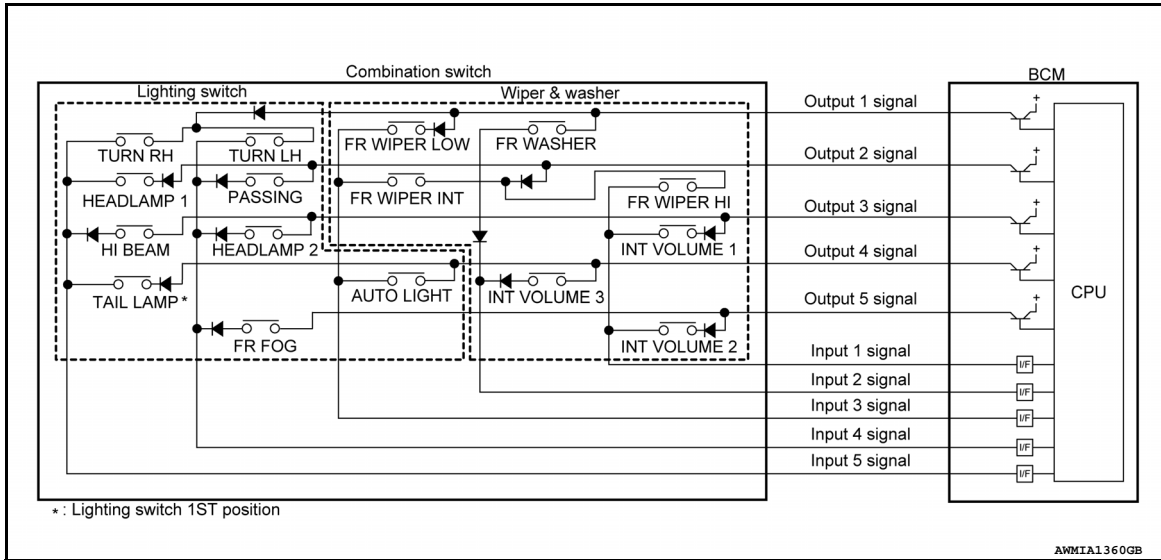 Combination switch
BCM
Lighting switch
Wiper & washer
Output 1 signal
+
TURN RH
TURN LH
FR WIPER LOW
FR WASHER
Output 2 signal
+
HEADLAMP 1
PASSING
FR WIPER INT
FR WIPER HI
Output 3 signal
+
HI BEAM
HEADLAMP 2
INT VOLUME 1
Output 4 signal
+
TAIL LAMP *
AUTO LIGHT
INT VOLUME 3
CPU
Output 5 signal
+
FR FOG
INT VOLUME 2
Input 1 signal
I/F
Input 2 signal
I/F
Input 3 signal
I/F
Input 4 signal
I/F
Input 5 signal
I/F
* : Lighting switch 1ST position
AWMIA1360GB